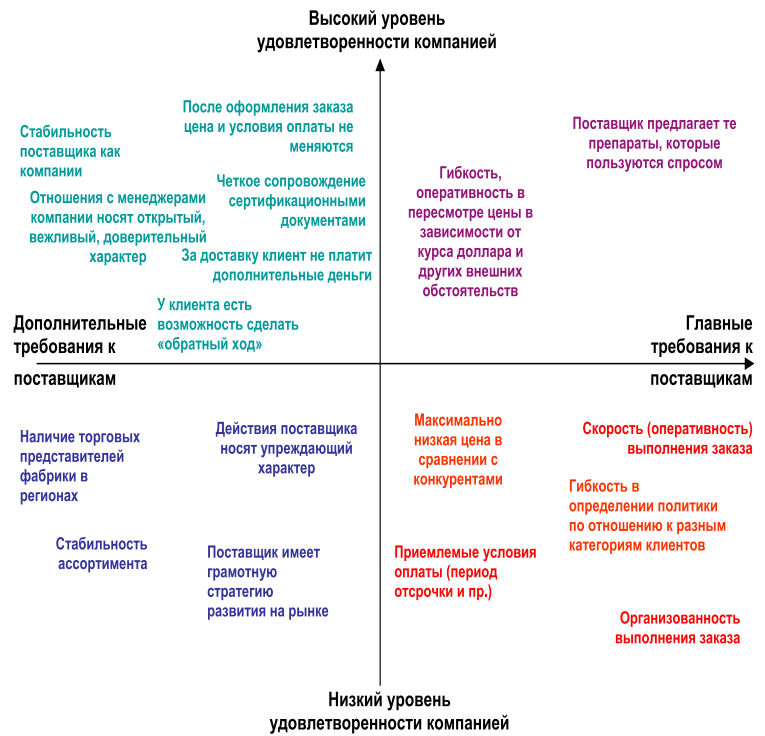 Высокий уровень
удовлетворенности компанией
После оформления заказа
цена и условия оплаты не
меняются
Стабильность
поставщика как
компании
Четкое сопровождение
сертификационными
документами
Отношения с менеджерами
компании носят открытый,
вежливый, доверительный
характер
За доставку клиент не платит
дополнительные деньги
У клиента есть
возможность сделать
«обратный ход»
Поставщик предлагает те
препараты, которые
пользуются спросом
Гибкость,
оперативность в
пересмотре цены в
зависимости от
курса доллара и
других внешних
обстоятельств
Дополнительные
требования к
поставщикам
Главные
требования к
поставщикам
Наличие торговых
представителей
фабрики в
регионах
Действия поставщика
носят упреждающий
характер
Стабильность
ассортимента
Поставщик имеет
грамотную
стратегию
развития на рынке
Максимально
низкая цена в
сравнении с
конкурентами
Скорость (оперативность)
выполнения заказа
Гибкость в
определении политики
по отношению к разным
категориям клиентов
Приемлемые условия
оплаты (период
отсрочки и пр.)
Организованность
выполнения заказа
Низкий уровень
удовлетворенности компанией